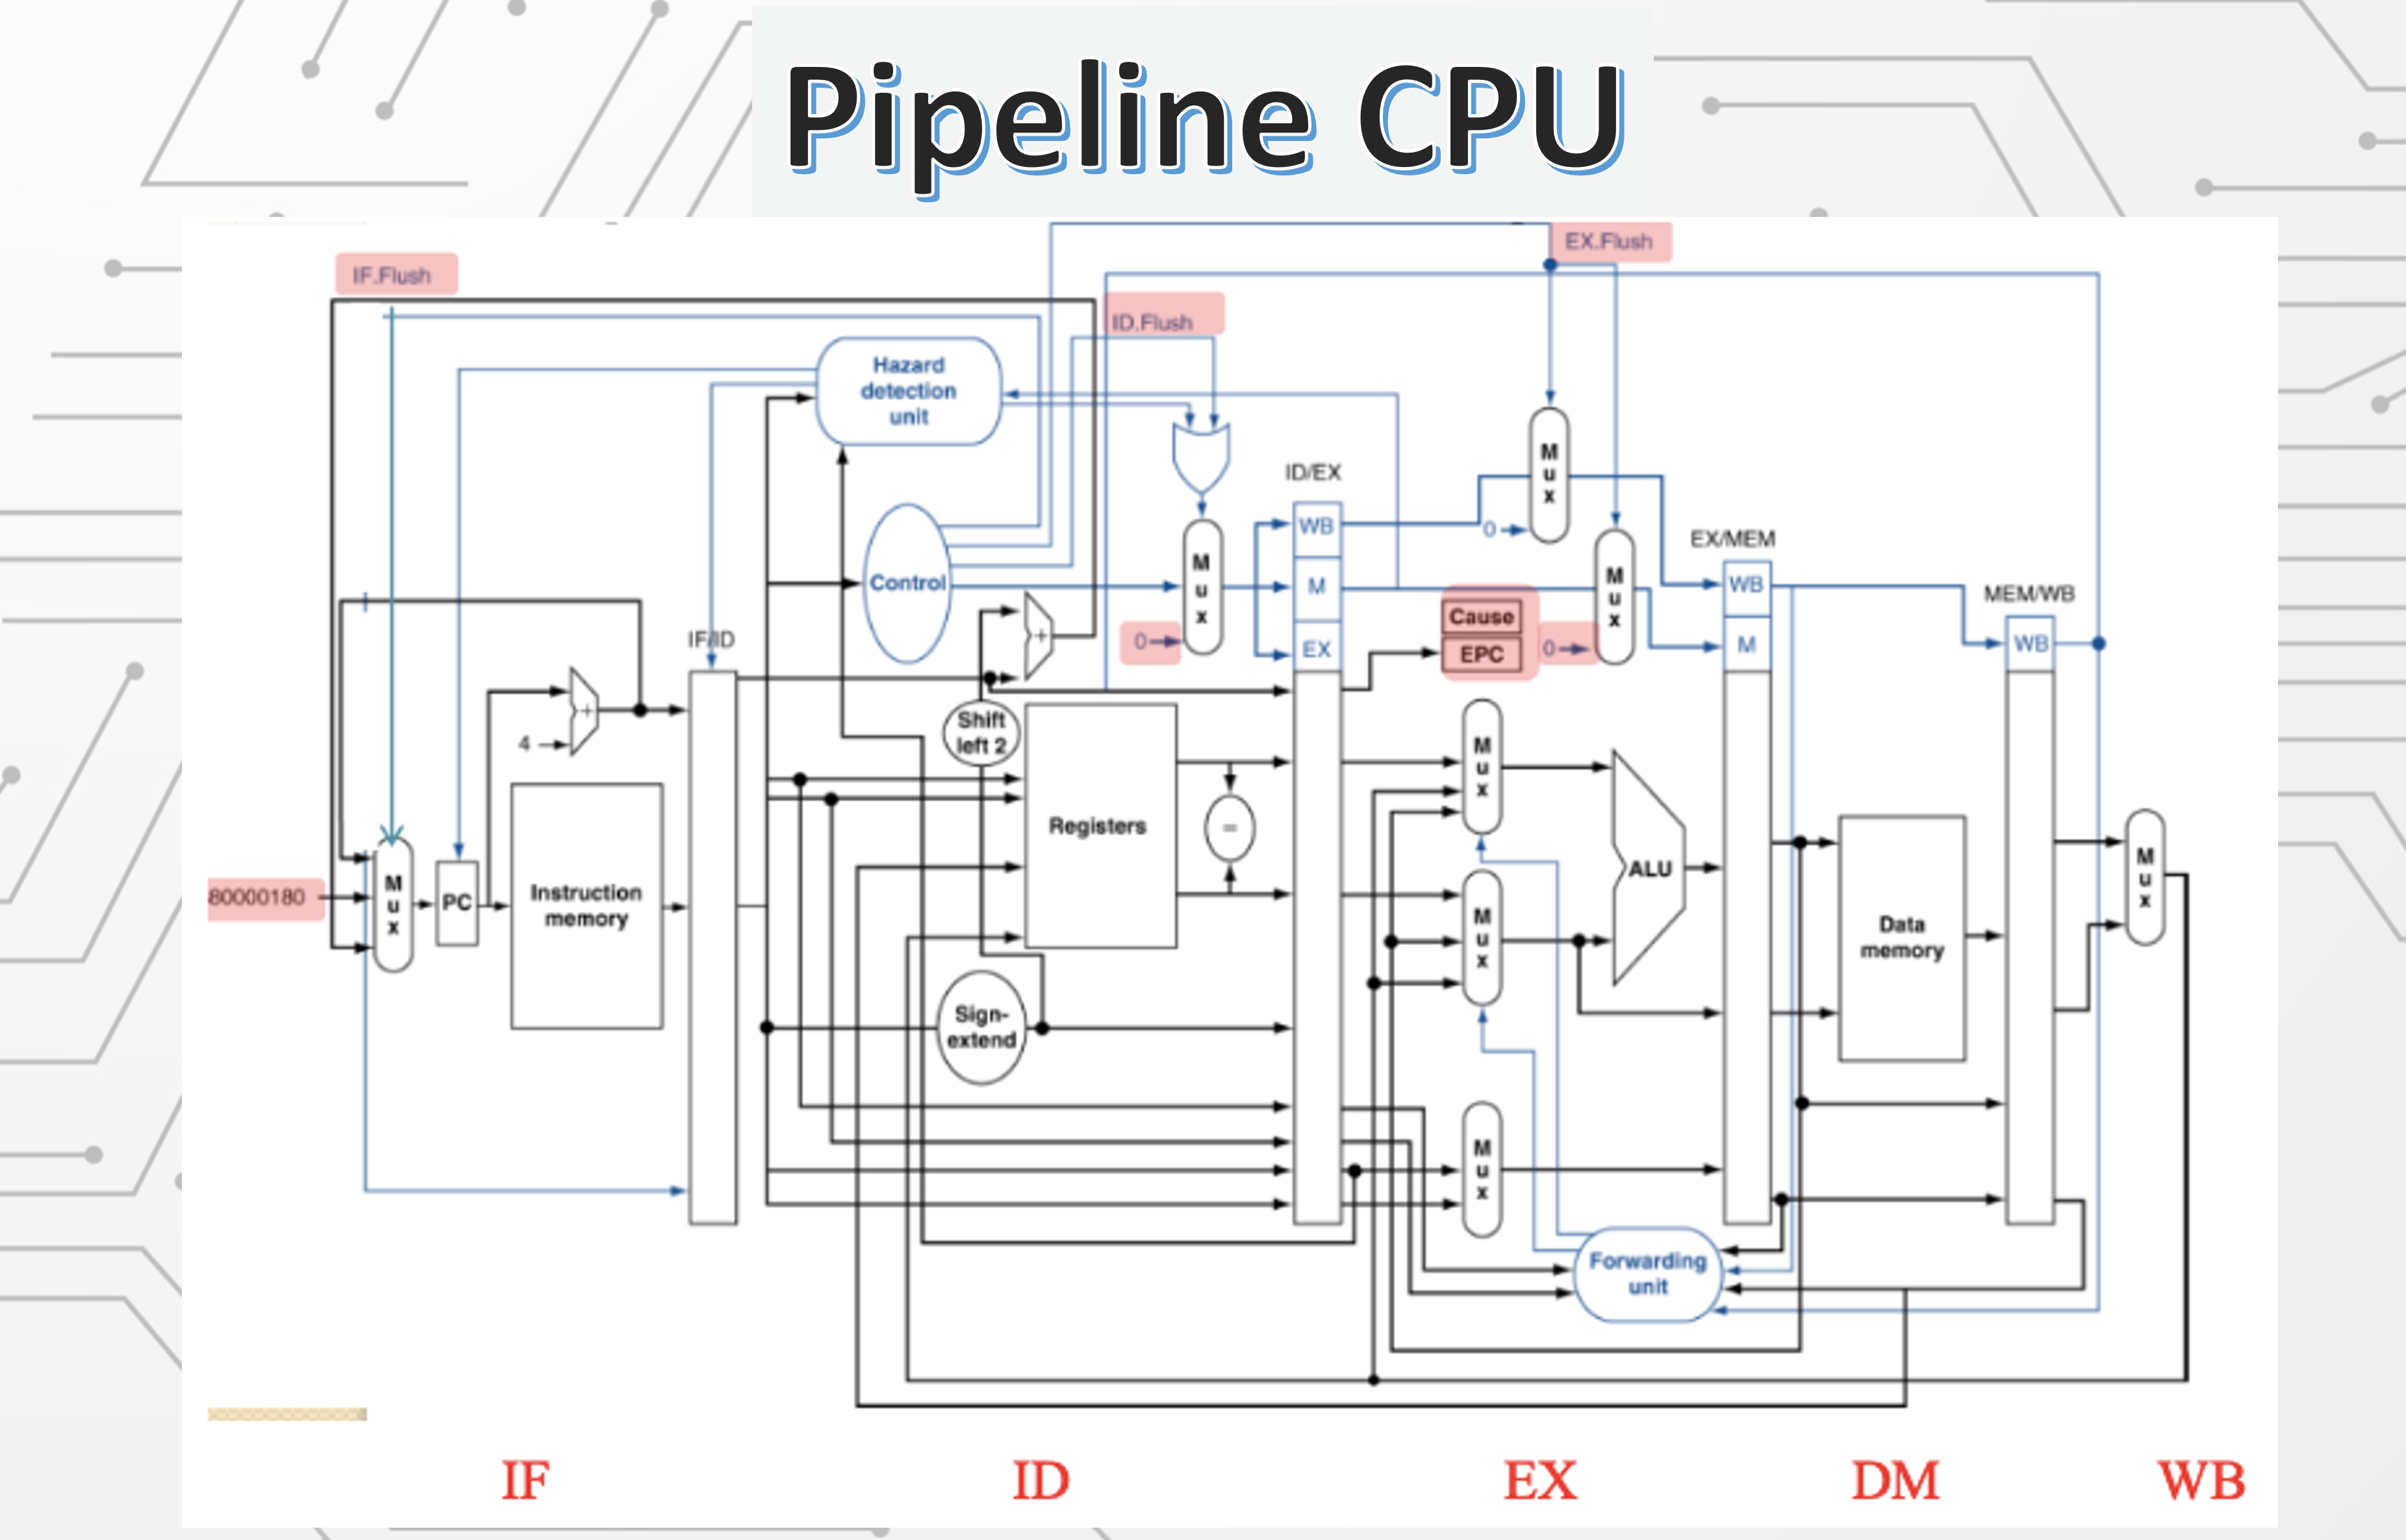 Pipeline CPU
EX.Flush
IF.Flush
ID.Flush
Hazard
detection
unit
M
u
x
ID/EX
WB
0
EX/MEM
Control
M
u
x
M
M
u
x
WB
MEM/WB
Cause
0
EX
EPC
0
M
WB
IF/ID
+
+
4
Shift
left 2
M
u
x
Registers
=
ALU
M
u
x
80000180
M
u
x
PC
Instruction
memory
M
u
x
Data
memory
Sign-
extend
M
u
x
Forwarding
unit
IF
ID
EX
DM
WB